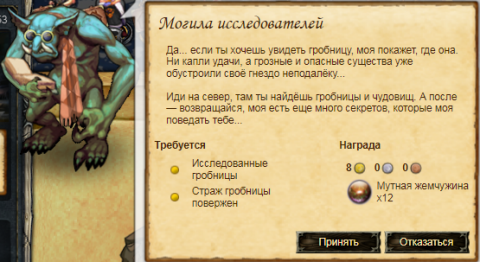 53
Могила исследователей
Да... если ты хочешь увидеть гробницу, моя покажет, где она.
Ни капли удачи, а грозные и опасные существа уже
обустроили своё гнездо неподалёку...
Иди на север, там ты найдёшь гробницы и чудовищ. А после
— возвращайся, моя есть еще много секретов, которые моя
поведать тебе...
Требуется
Исследованные
гробницы
Страж гробницы
повержен
Награда
8 0 0
Мутная жемчужина
x12
Принять
Отказаться